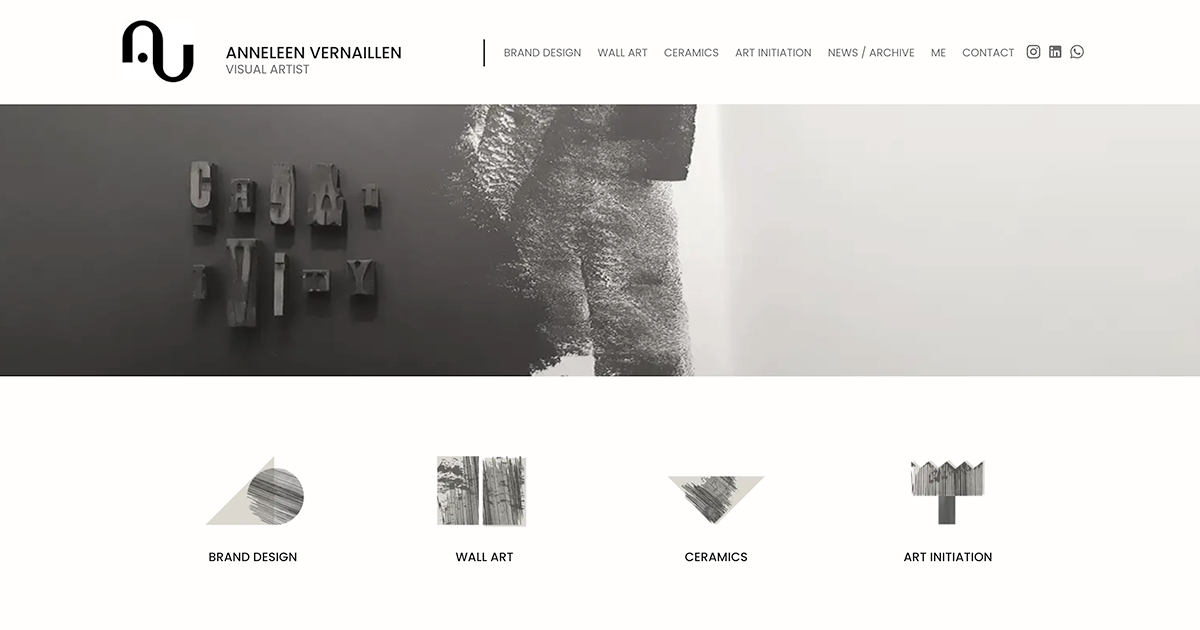 ANNELEEN VERNAILLEN
VISUAL ARTIST
BRAND DESIGN WALL ART CERAMICS ART INITIATION NEWS / ARCHIVE ME CONTACT
IViTY
BRAND DESIGN
WALL ART
CERAMICS
ART INITIATION